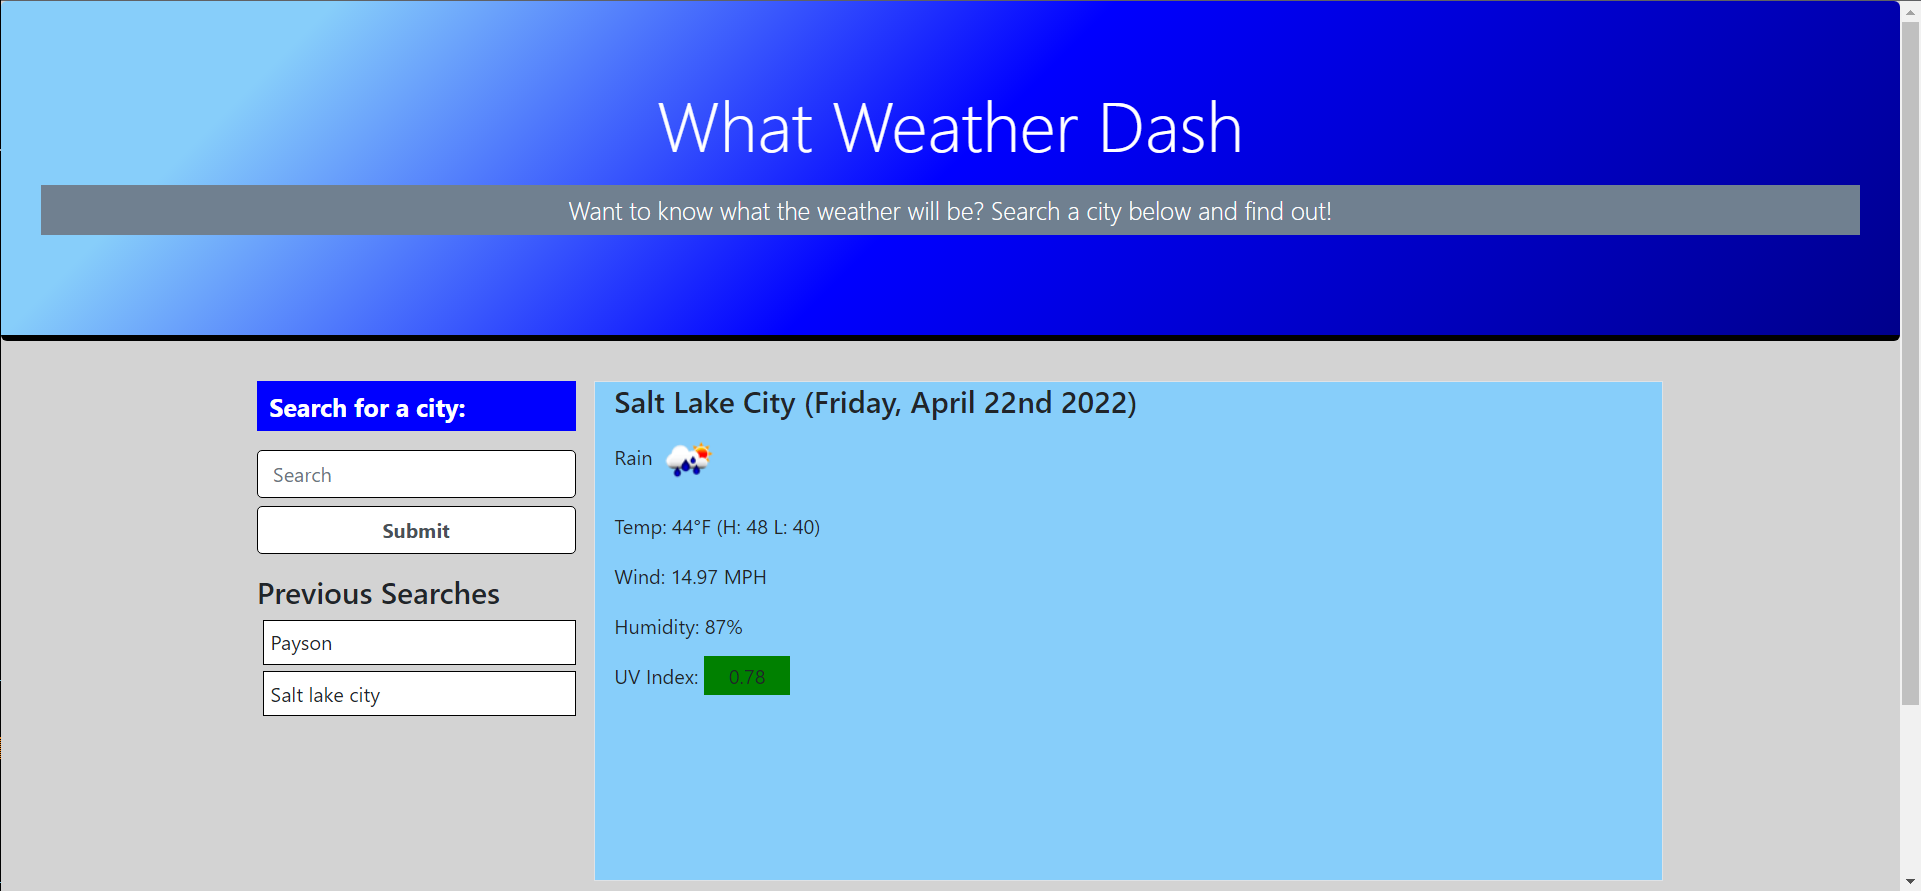 What Weather Dash
Want to know what the weather will be? Search a city below and find out!
Search for a city:
Search
Submit
Previous Searches
Payson
Salt lake city
Salt Lake City (Friday, April 22nd 2022)
Rain
Temp: 44°F (H: 48 L: 40)
Wind: 14.97 MPH
Humidity: 87%
UV Index: 0.78